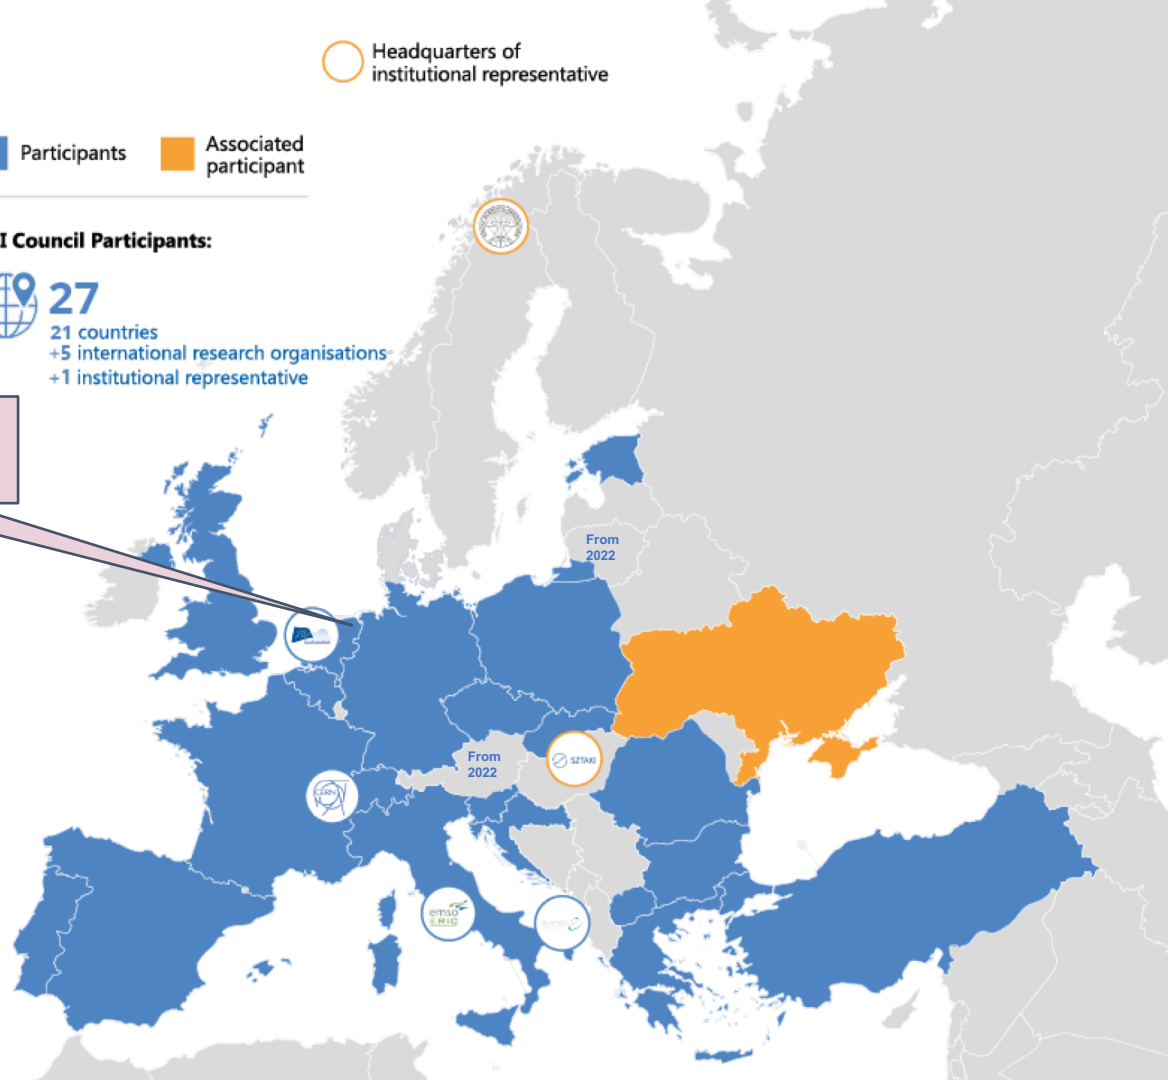 Headquarters of
institutional representative
Participants
Associated
participant
I Council Participants:
27
21 countries
+5 international research organisations
+1 institutional representative
From
2022
From
2022
SZTAKI
CERN
emso
ERIC